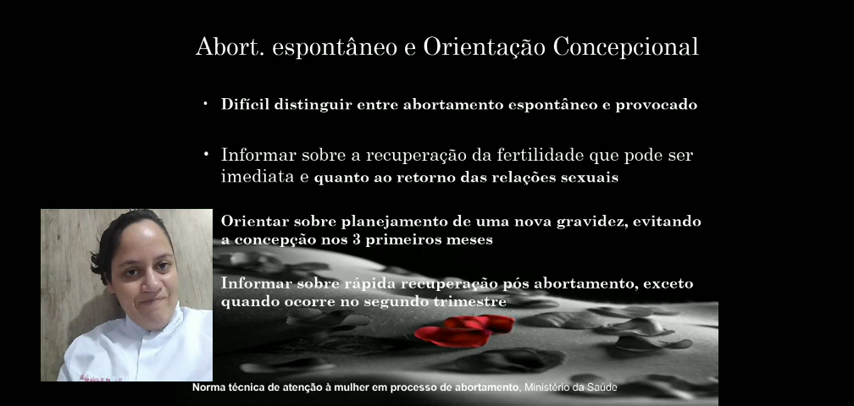 Abort. espontâneo e Orientação Concepcional
• Difícil distinguir entre abortamento espontâneo e provocado
• Informar sobre a recuperação da fertilidade que pode ser
imediata e quanto ao retorno das relações sexuais
Orientar sobre planejamento de uma nova gravidez, evitando
a concepção nos 3 primeiros meses
Informar sobre rápida recuperação pós abortamento, exceto
quando ocorre no segundo trimestre
Norma técnica de atenção à mulher em processo de abortamento, Ministério da Saúde